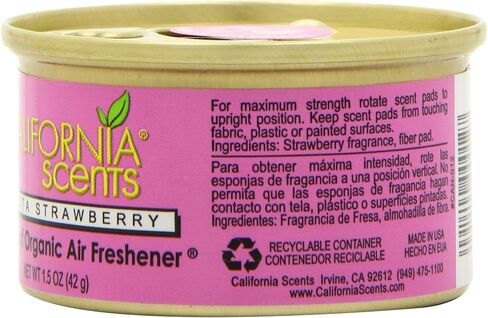 CALIFORNIA®
Scents
STRAWBERRY
Organic Air Freshener®
NET WT 1.5 OZ (42 g)
For maximum strength rotate scent pads to
upright position. Keep scent pads from touching
fabric, plastic or painted surfaces.
Ingredients: Strawberry fragrance, fiber pad.
Para obtener máxima intensidad, rote las
esponjas de fragancia a una posición vertical. No
permita que las esponjas de fragancia hagan
contacto con tela, plástico o superficies pintadas.
Ingredientes: Fragancia de Fresa, almohadilla de fibra.
#CAN-012
RECYCLABLE CONTAINER
CONTENEDOR RECICLABLE
MADE IN USA
HECHO EN EUA
California Scents Irvine, CA 92612 (949) 475-1100
www.CaliforniaScents.com